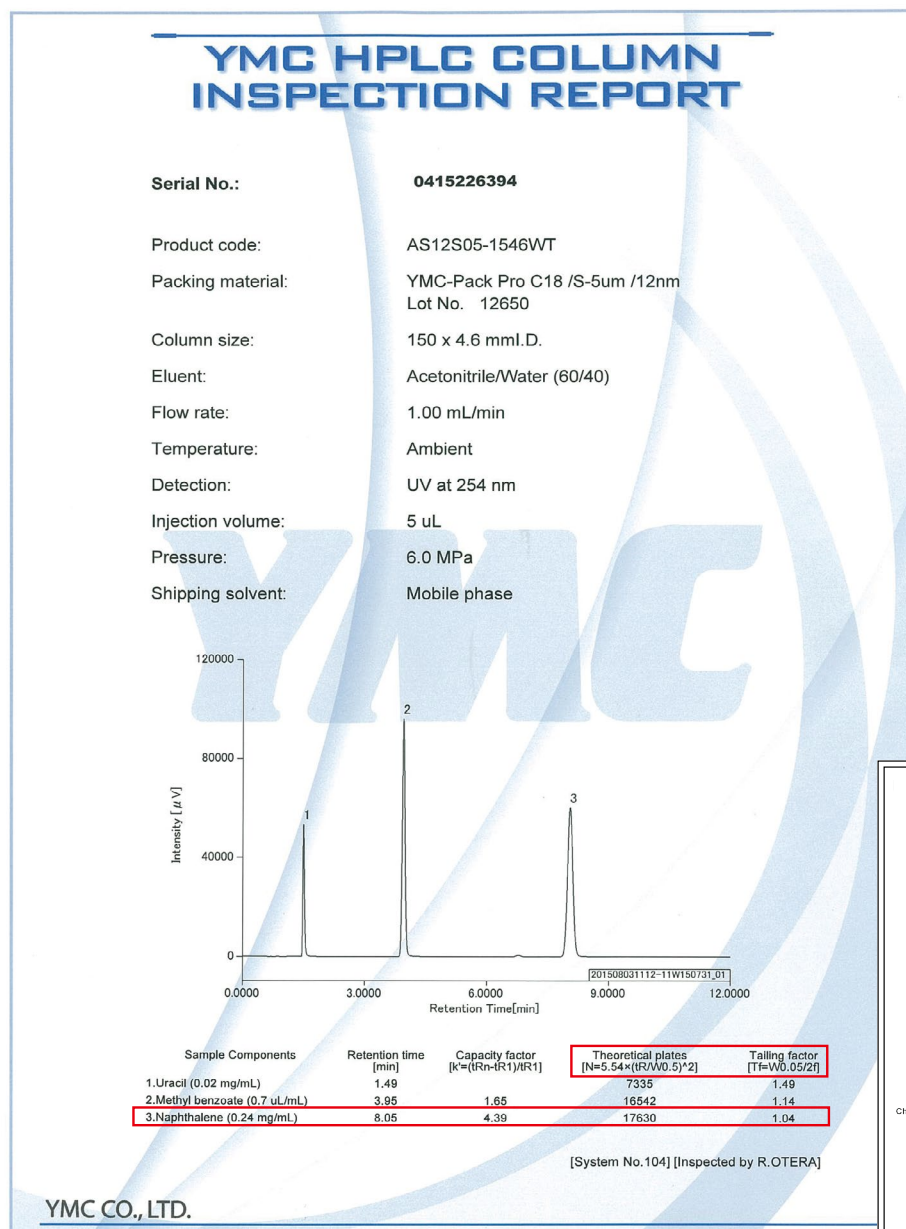 YMC HPLC COLUMN
INSPECTION REPORT
Serial No.: 0415226394
Product code: AS12S05-1546WT
Packing material: YMC-Pack Pro C18 /S-5um /12nm
Lot No. 12650
Column size: 150 x 4.6 mmI.D.
Eluent: Acetonitrile/Water (60/40)
Flow rate: 1.00 mL/min
Temperature: Ambient
Detection: UV at 254 nm
Injection volume: 5 uL
Pressure: 6.0 MPa
Shipping solvent: Mobile phase
YMC
120000
80000
40000
0
Intensity [μV]
1
2
3
201508031112-11W150731_01
0.0000 3.0000 6.0000 9.0000 12.0000
Retention Time[min]
Sample Components Retention time Capacity factor Theoretical plates Tailing factor
[min] [k'=(tRn-tR1)/tR1] [N=5.54×(tR/W0.5)^2] [Tf=W0.05/2f]
1.Uracil (0.02 mg/mL) 1.49 7335 1.49
2.Methyl benzoate (0.7 uL/mL) 3.95 1.65 16542 1.14
3.Naphthalene (0.24 mg/mL) 8.05 4.39 17630 1.04
[System No.104] [Inspected by R.OTERA]
YMC CO., LTD.